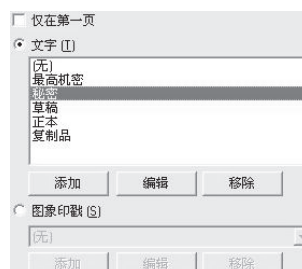 仅在第一页
文字(T)
(无)
最高机密
秘密
草稿
正本
复制品
添加 编辑 移除
图象印戳(S)
(无)
添加 编辑 移除